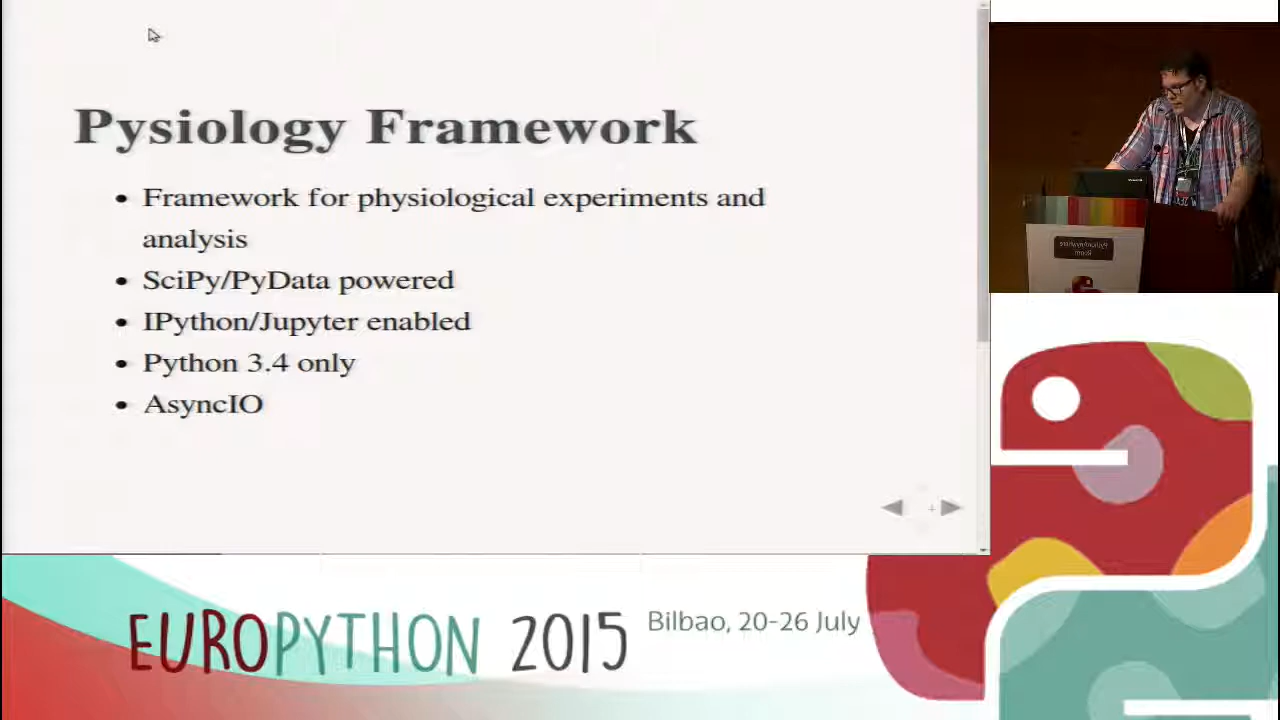 Pysiology Framework
Framework for physiological experiments and
analysis
SciPy/PyData powered
IPython/Jupyter enabled
Python 3.4 only
AsyncIO
EUROPYTHON 2015
Bilbao, 20-26 July